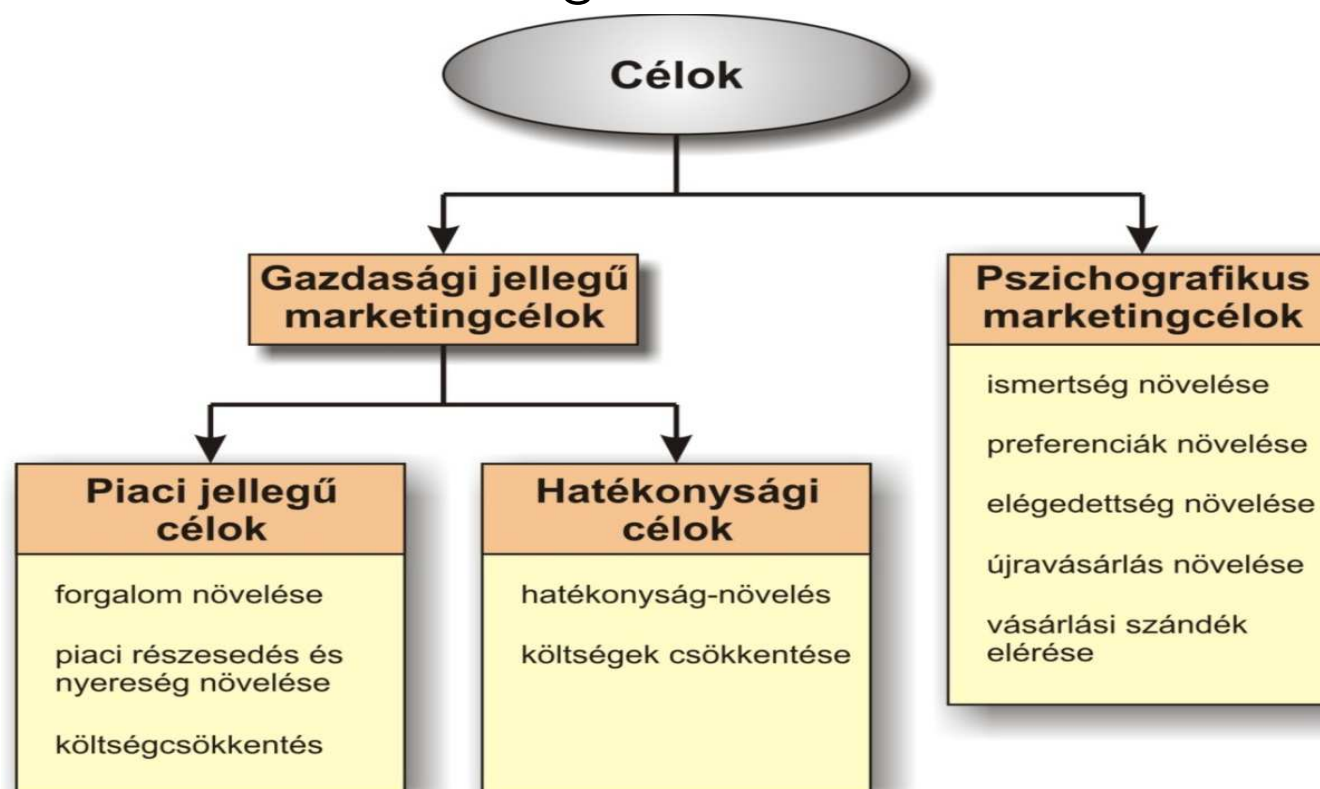 Célok
Gazdasági jellegű
marketingcélok
Pszichografikus
marketingcélok
ismertség növelése
preferenciák növelése
elégedettség növelése
újravásárlás növelése
vásárlási szándék
elérése
Piaci jellegű
célok
forgalom növelése
piaci részesedés és
nyereség növelése
költségcsökkentés
Hatékonysági
célok
hatékonyság-növelés
költségek csökkentése